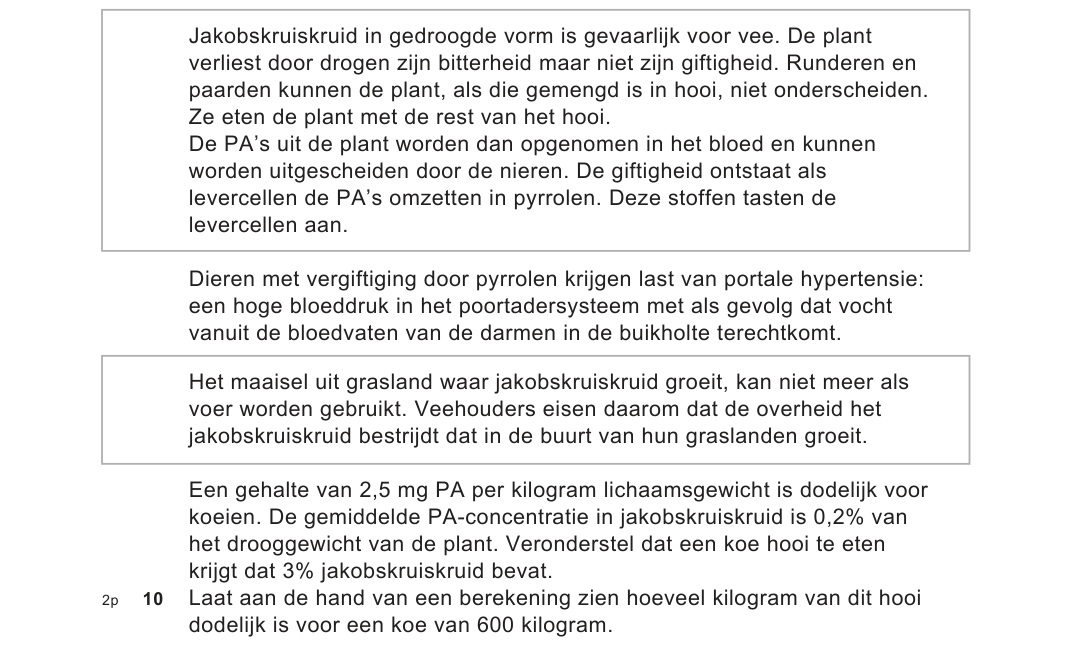 Jakobskruiskruid in gedroogde vorm is gevaarlijk voor vee. De plant
verliest door drogen zijn bitterheid maar niet zijn giftigheid. Runderen en
paarden kunnen de plant, als die gemengd is in hooi, niet onderscheiden.
Ze eten de plant met de rest van het hooi.
De PA’s uit de plant worden dan opgenomen in het bloed en kunnen
worden uitgescheiden door de nieren. De giftigheid ontstaat als
levercellen de PA’s omzetten in pyrrolen. Deze stoffen tasten de
levercellen aan.
Dieren met vergiftiging door pyrrolen krijgen last van portale hypertensie:
een hoge bloeddruk in het poortadersysteem met als gevolg dat vocht
vanuit de bloedvaten van de darmen in de buikholte terechtkomt.
Het maaisel uit grasland waar jakobskruiskruid groeit, kan niet meer als
voer worden gebruikt. Veehouders eisen daarom dat de overheid het
jakobskruiskruid bestrijdt dat in de buurt van hun graslanden groeit.
Een gehalte van 2,5 mg PA per kilogram lichaamsgewicht is dodelijk voor
koeien. De gemiddelde PA-concentratie in jakobskruiskruid is 0,2% van
het drooggewicht van de plant. Veronderstel dat een koe hooi te eten
krijgt dat 3% jakobskruiskruid bevat.
2p 10 Laat aan de hand van een berekening zien hoeveel kilogram van dit hooi
dodelijk is voor een koe van 600 kilogram.